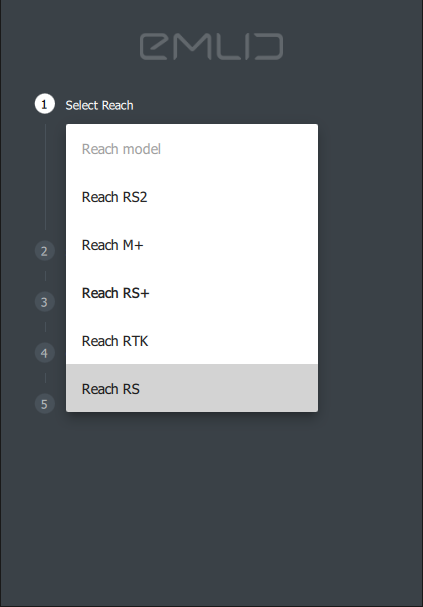 EMLID
1 Select Reach
Reach model
Reach RS2
Reach M+
2
Reach RS+
3
Reach RTK
4
Reach RS
5